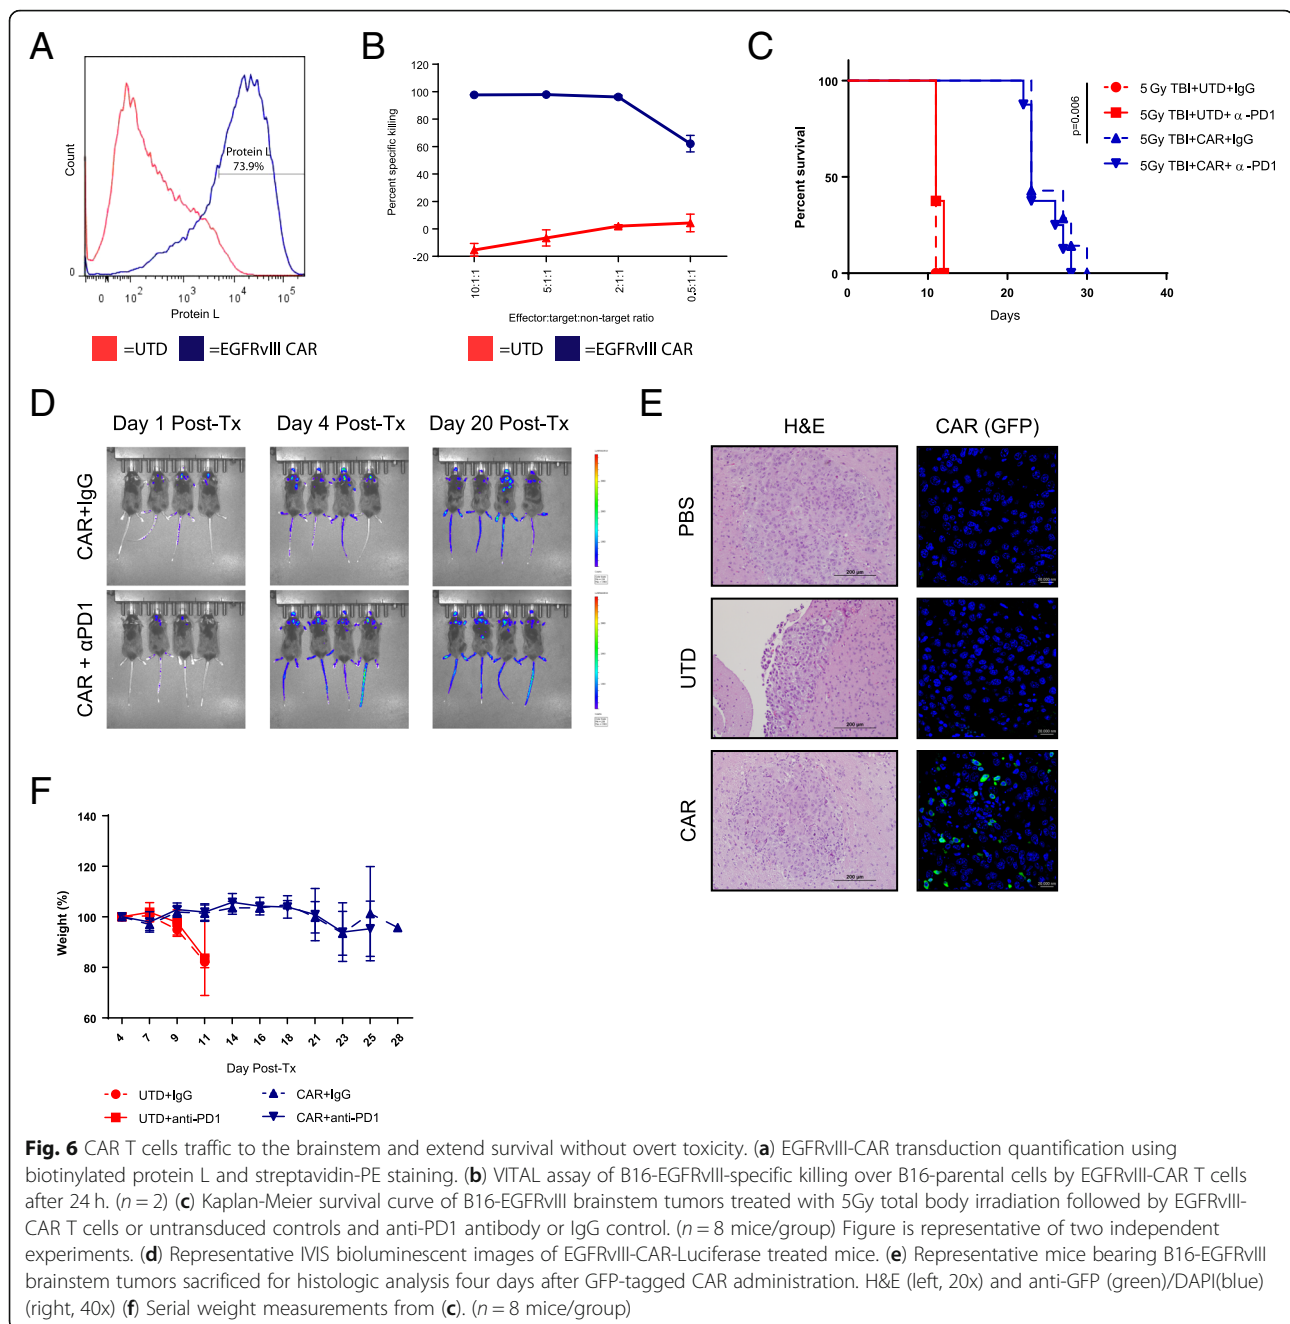 A
Count
0
Protein L
73.9%
0 10² 10³ 10⁴ 10⁵
Protein L
=UTD =EGFRvIII CAR
B
Percent specific killing
120
100
80
60
40
20
0
-20
10:1:1 5:1:1 2:1:1 0.5:1:1
Effector:target:non-target ratio
=UTD =EGFRvIII CAR
C
Percent survival
100
50
0
0 10 20 30 40
Days
p=0.006
5 Gy TBI+UTD+IgG
5Gy TBI+UTD+ α-PD1
5Gy TBI+CAR+IgG
5Gy TBI+CAR+ α-PD1
D
Day 1 Post-Tx Day 4 Post-Tx Day 20 Post-Tx
CAR+IgG
CAR + αPD1
E
H&E CAR (GFP)
PBS
200 µm
UTD
200 µm
CAR
200 µm
F
Weight (%)
140
120
100
80
60
4 7 9 11 14 16 18 21 23 25 28
Day Post-Tx
UTD+IgG CAR+IgG
UTD+anti-PD1 CAR+anti-PD1
Fig. 6 CAR T cells traffic to the brainstem and extend survival without overt toxicity. (a) EGFRvIII-CAR transduction quantification using
biotinylated protein L and streptavidin-PE staining. (b) VITAL assay of B16-EGFRvIII-specific killing over B16-parental cells by EGFRvIII-CAR T cells
after 24 h. (n = 2) (c) Kaplan-Meier survival curve of B16-EGFRvIII brainstem tumors treated with 5Gy total body irradiation followed by EGFRvIII-
CAR T cells or untransduced controls and anti-PD1 antibody or IgG control. (n = 8 mice/group) Figure is representative of two independent
experiments. (d) Representative IVIS bioluminescent images of EGFRvIII-CAR-Luciferase treated mice. (e) Representative mice bearing B16-EGFRvIII
brainstem tumors sacrificed for histologic analysis four days after GFP-tagged CAR administration. H&E (left, 20x) and anti-GFP (green)/DAPI(blue)
(right, 40x) (f) Serial weight measurements from (c). (n = 8 mice/group)